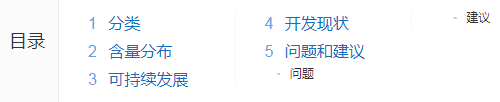 目录
1 分类
2 含量分布
3 可持续发展
4 开发现状
5 问题和建议
- 问题
- 建议